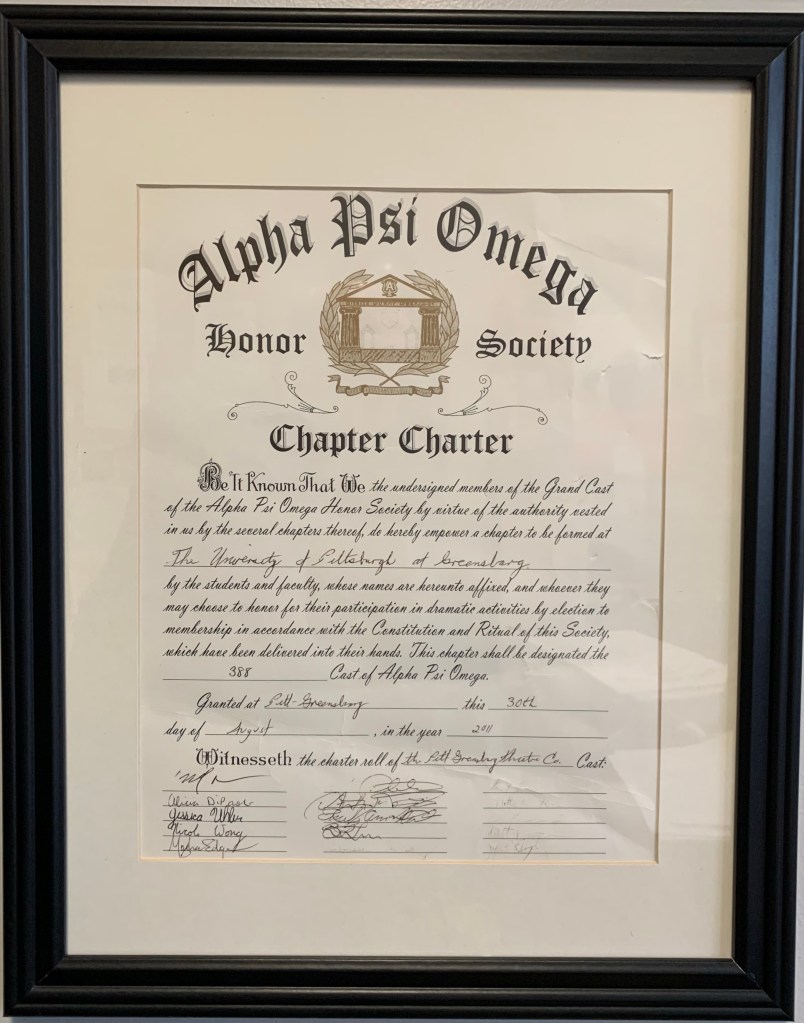 Alpha Psi Omega
Honor Society
Chapter Charter
Be It Known That We the undersigned members of the Grand Cast
of the Alpha Psi Omega Honor Society by virtue of the authority vested
in us by the several chapters thereof, do hereby empower a chapter to be formed at
The University of Pittsburgh at Greensburg
by the students and faculty, whose names are hereunto affixed, and whoever they
may choose to honor for their participation in dramatic activities by election to
membership in accordance with the Constitution and Ritual of this Society,
which have been delivered into their hands. This chapter shall be designated the
388 Cast of Alpha Psi Omega.
Granted at Pitt-Greensburg this 30th
day of August, in the year 2011
Witnesseth the charter roll of the Pitt Greensburg Theatre Co Cast:
Alicia
Jessica
Nicole Wong